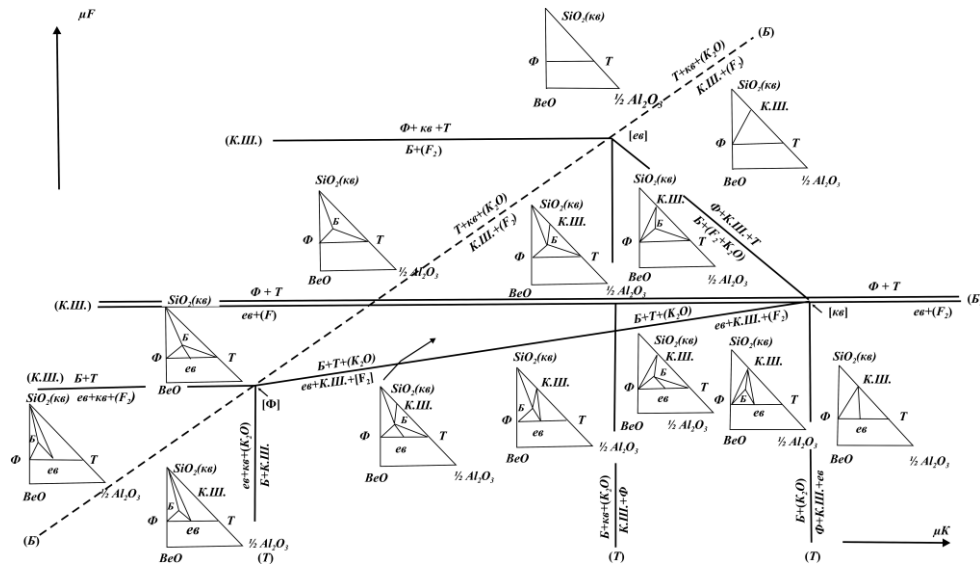 μF
SiO₂(кв)
Ф
T
BeO
½ Al₂O₃
(Б)
T+кв+(K₂O)
К.Ш.+(F₂)
SiO₂(кв)
К.Ш.
Ф
T
BeO
½ Al₂O₃
(К.Ш.)
Ф+ кв +T
Б+(F₂)
[ев]
SiO₂(кв)
Б
Ф
T
BeO
½ Al₂O₃
T+кв+(K₂O)
К.Ш.+(F₂)
SiO₂(кв)
К.Ш.
Б
Ф
T
BeO
½ Al₂O₃
SiO₂(кв)
К.Ш.
Б
Ф
T
BeO
½ Al₂O₃
Ф+К.Ш.+T
Б+(F₂+K₂O)
(К.Ш.)
Ф + T
ев+(F)
Ф + T
ев+(F₂)
(Б
[кв]
SiO₂(кв)
Б
Ф
T
ев
BeO
½ Al₂O₃
Б+T+(K₂O)
ев+К.Ш.+(F₂)
(К.Ш.)
Б+T
ев+кв+(F₂)
[Ф]
Б+T+(K₂O)
ев+К.Ш.+[F₂]
SiO₂(кв)
Б
Ф
T
ев
BeO
½ Al₂O₃
SiO₂(кв)
К.Ш.
Б
Ф
T
ев
BeO
½ Al₂O₃
ев+кв+(K₂O)
Б+К.Ш.
SiO₂(кв)
К.Ш.
Б
Ф
T
ев
BeO
½ Al₂O₃
SiO₂(кв)
К.Ш.
Б
Ф
T
ев
BeO
½ Al₂O₃
SiO₂(кв)
К.Ш.
Б
Ф
T
ев
BeO
½ Al₂O₃
SiO₂(кв)
К.Ш.
Б
Ф
T
ев
BeO
½ Al₂O₃
SiO₂(кв)
К.Ш.
Ф
T
ев
BeO
½ Al₂O₃
Б+кв+(K₂O)
К.Ш.+Ф
Б+(K₂O)
Ф+К.Ш.+ев
(Б)
(T)
(T)
(T)
μK